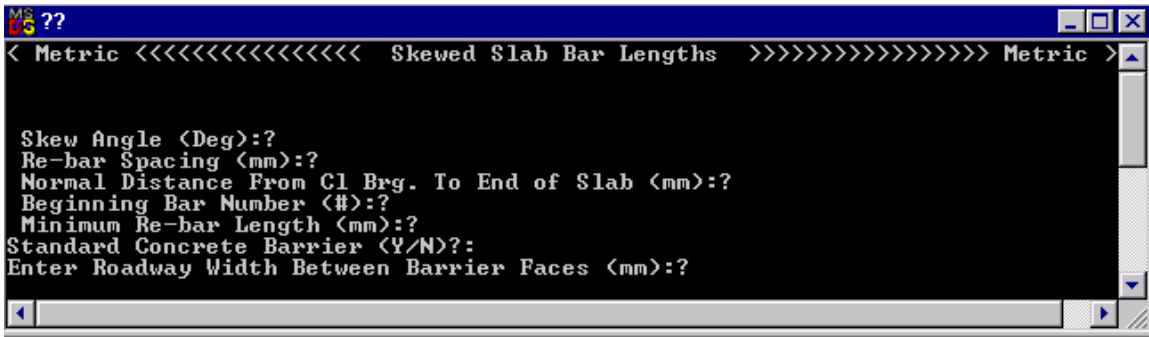 MS DS ??
< Metric <<<<<<<<<<<<<<<< Skewed Slab Bar Lengths >>>>>>>>>>>>>>>>> Metric >
Skew Angle (Deg):?
Re-bar Spacing (mm):?
Normal Distance From Cl Brg. To End of Slab (mm):?
Beginning Bar Number (#):?
Minimum Re-bar Length (mm):?
Standard Concrete Barrier (Y/N)?:
Enter Roadway Width Between Barrier Faces (mm):?